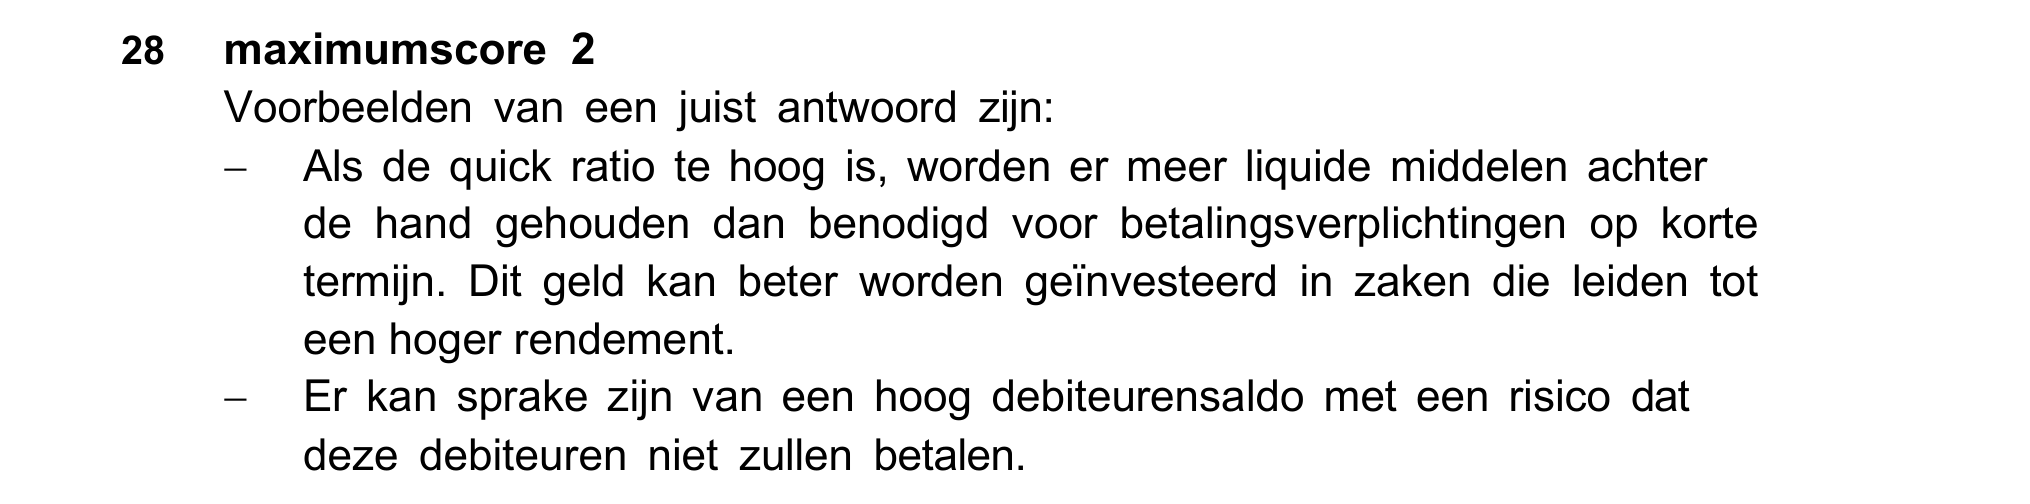 28 maximumscore 2
Voorbeelden van een juist antwoord zijn:
− Als de quick ratio te hoog is, worden er meer liquide middelen achter
de hand gehouden dan benodigd voor betalingsverplichtingen op korte
termijn. Dit geld kan beter worden geïnvesteerd in zaken die leiden tot
een hoger rendement.
− Er kan sprake zijn van een hoog debiteurensaldo met een risico dat
deze debiteuren niet zullen betalen.